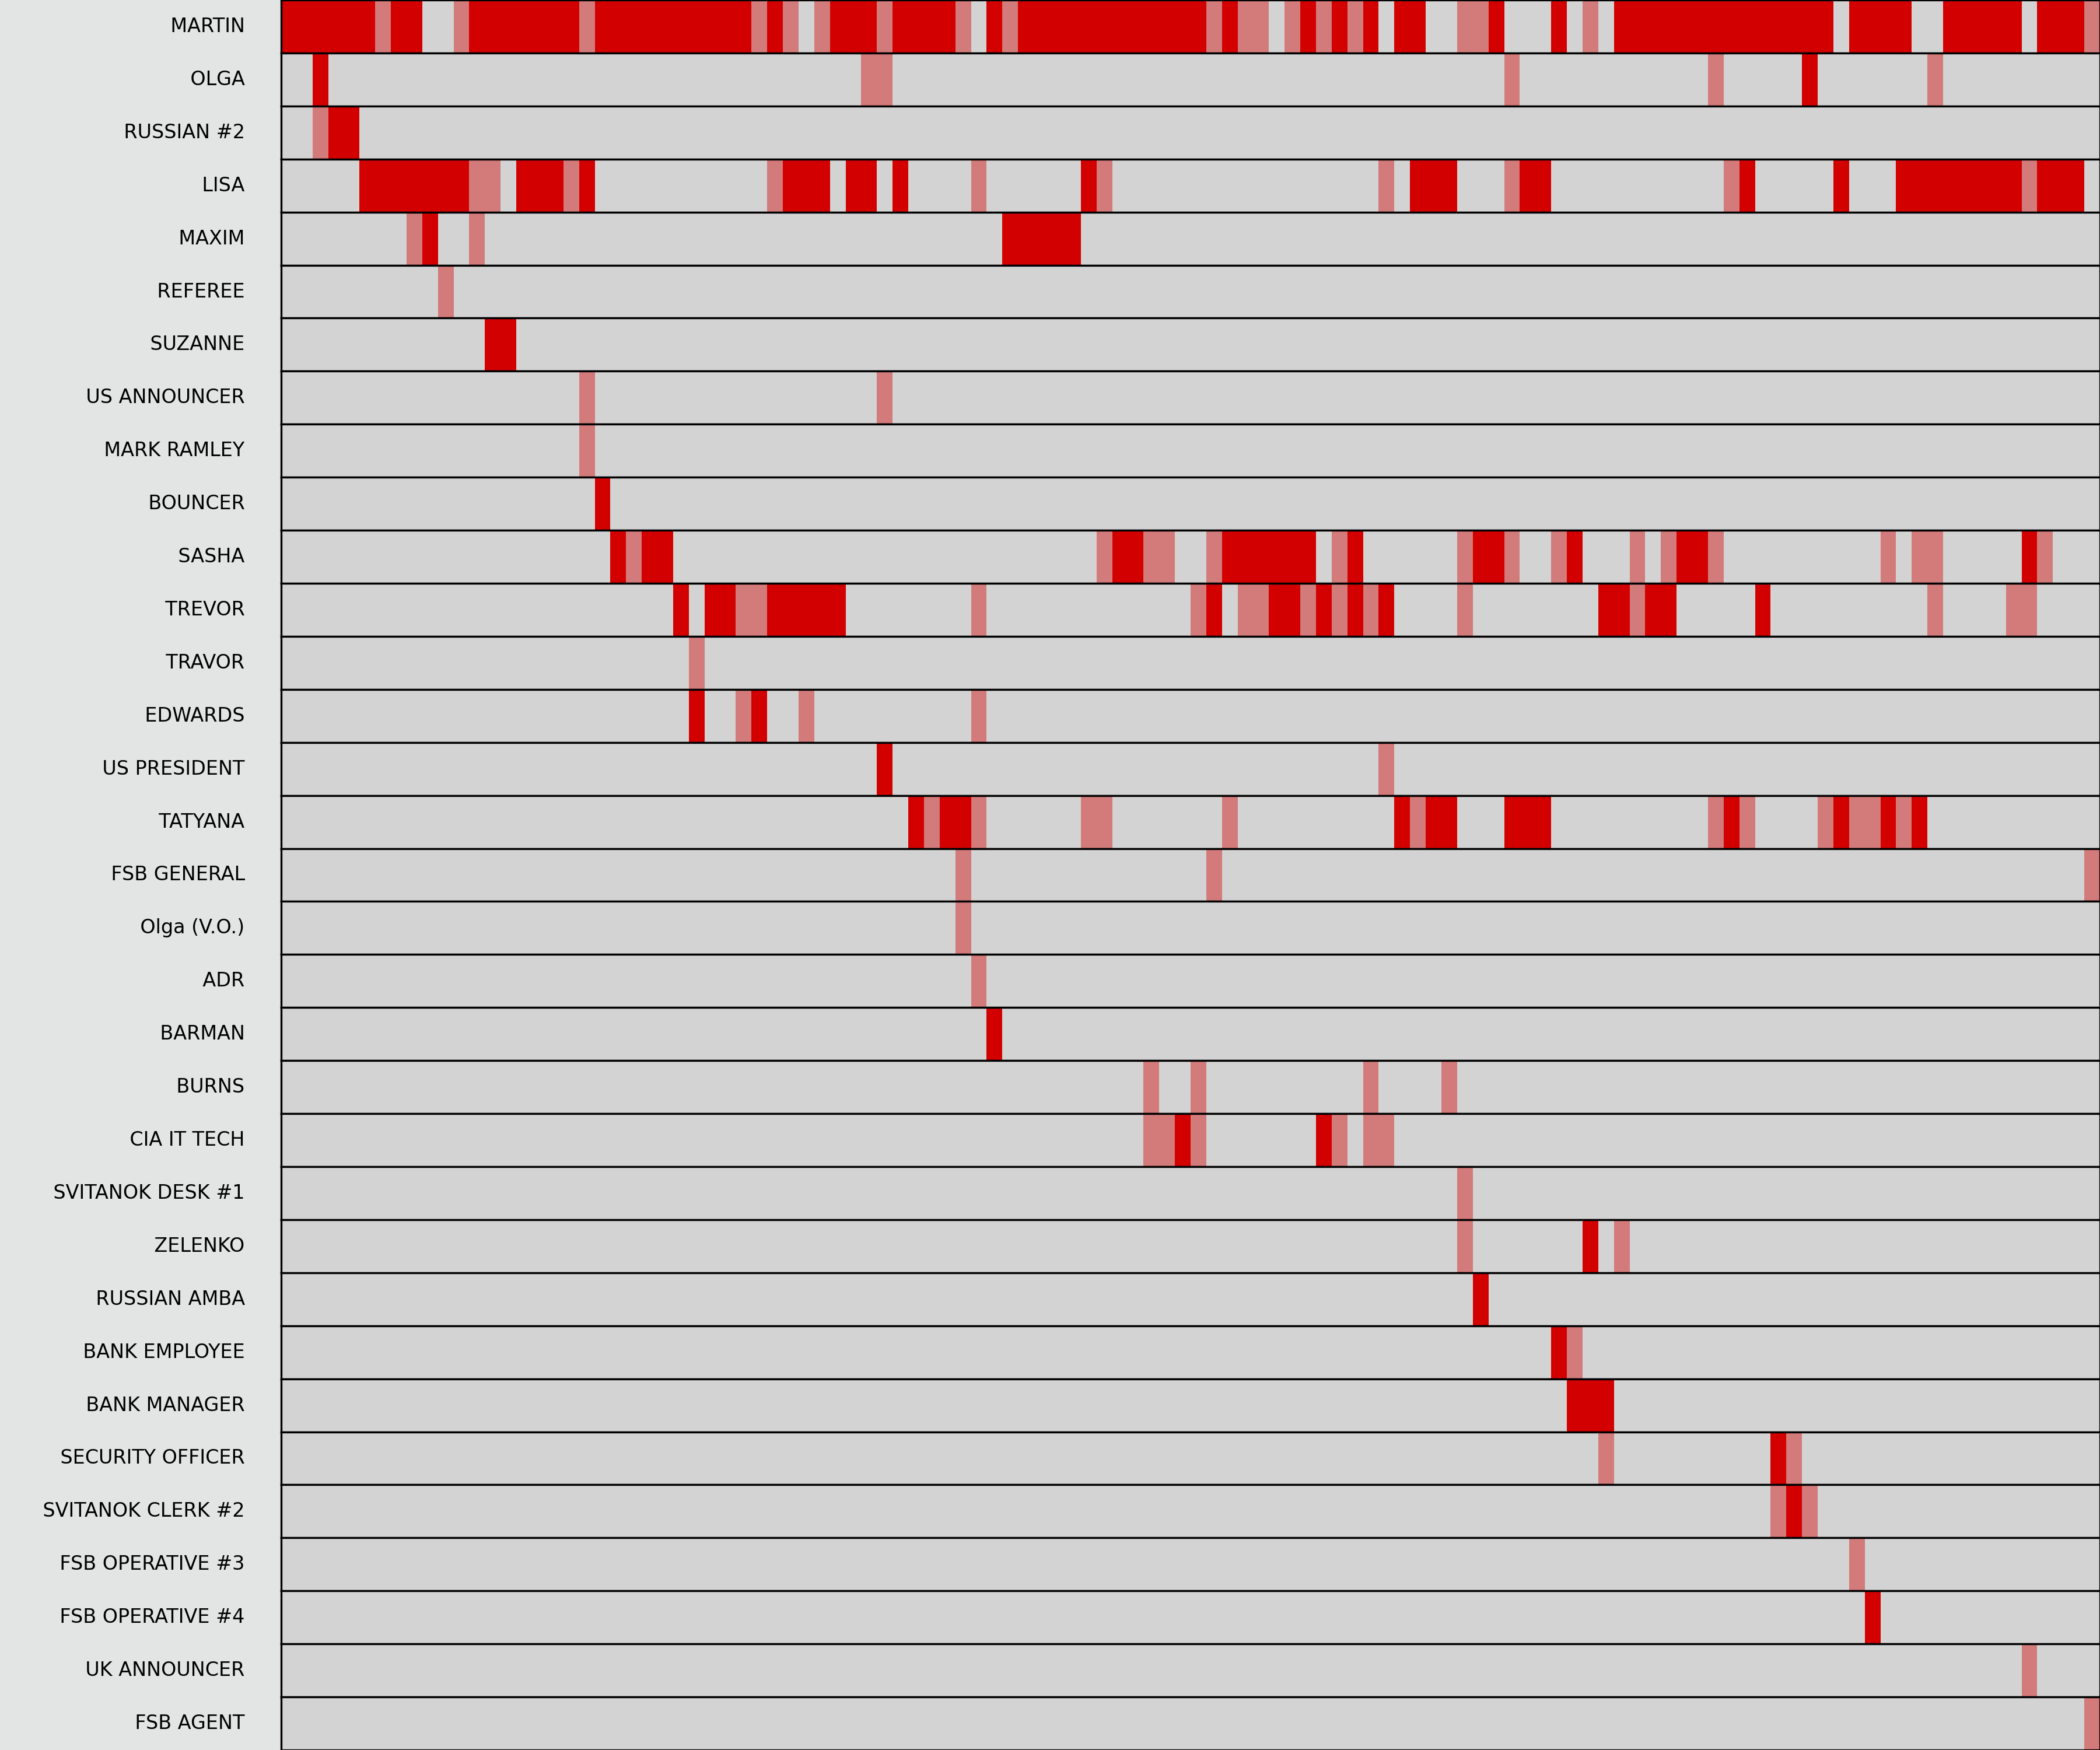 MARTIN
OLGA
RUSSIAN #2
LISA
MAXIM
REFEREE
SUZANNE
US ANNOUNCER
MARK RAMLEY
BOUNCER
SASHA
TREVOR
TRAVOR
EDWARDS
US PRESIDENT
TATYANA
FSB GENERAL
Olga (V.O.)
ADR
BARMAN
BURNS
CIA IT TECH
SVITANOK DESK #1
ZELENKO
RUSSIAN AMBA
BANK EMPLOYEE
BANK MANAGER
SECURITY OFFICER
SVITANOK CLERK #2
FSB OPERATIVE #3
FSB OPERATIVE #4
UK ANNOUNCER
FSB AGENT